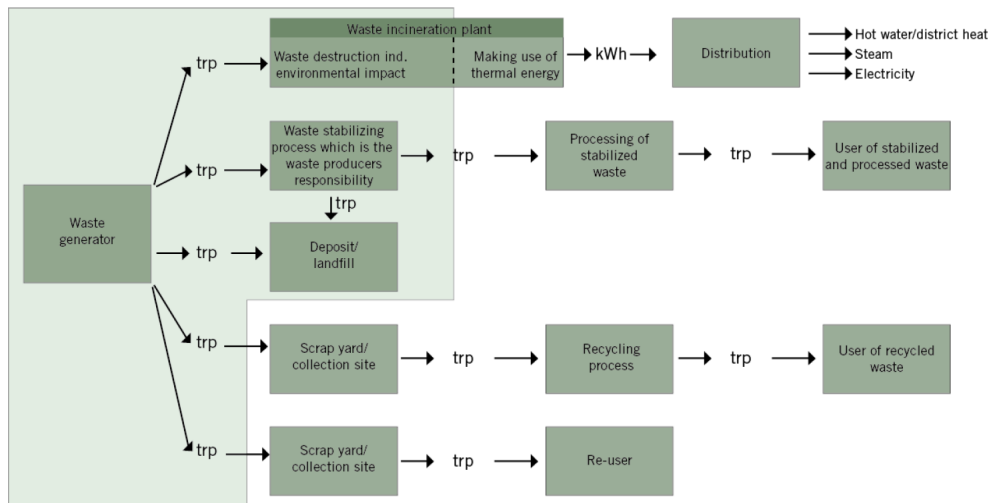 Waste incineration plant
trp
Waste destruction ind.
environmental impact
Making use of
thermal energy
kWh
Distribution
Hot water/district heat
Steam
Electricity
trp
Waste stabilizing
process which is the
waste producers
responsibility
trp
Processing of
stabilized
waste
trp
User of stabilized
and processed waste
trp
Waste
generator
trp
Deposit/
landfill
trp
Scrap yard/
collection site
trp
Recycling
process
trp
User of recycled
waste
trp
Scrap yard/
collection site
trp
Re-user